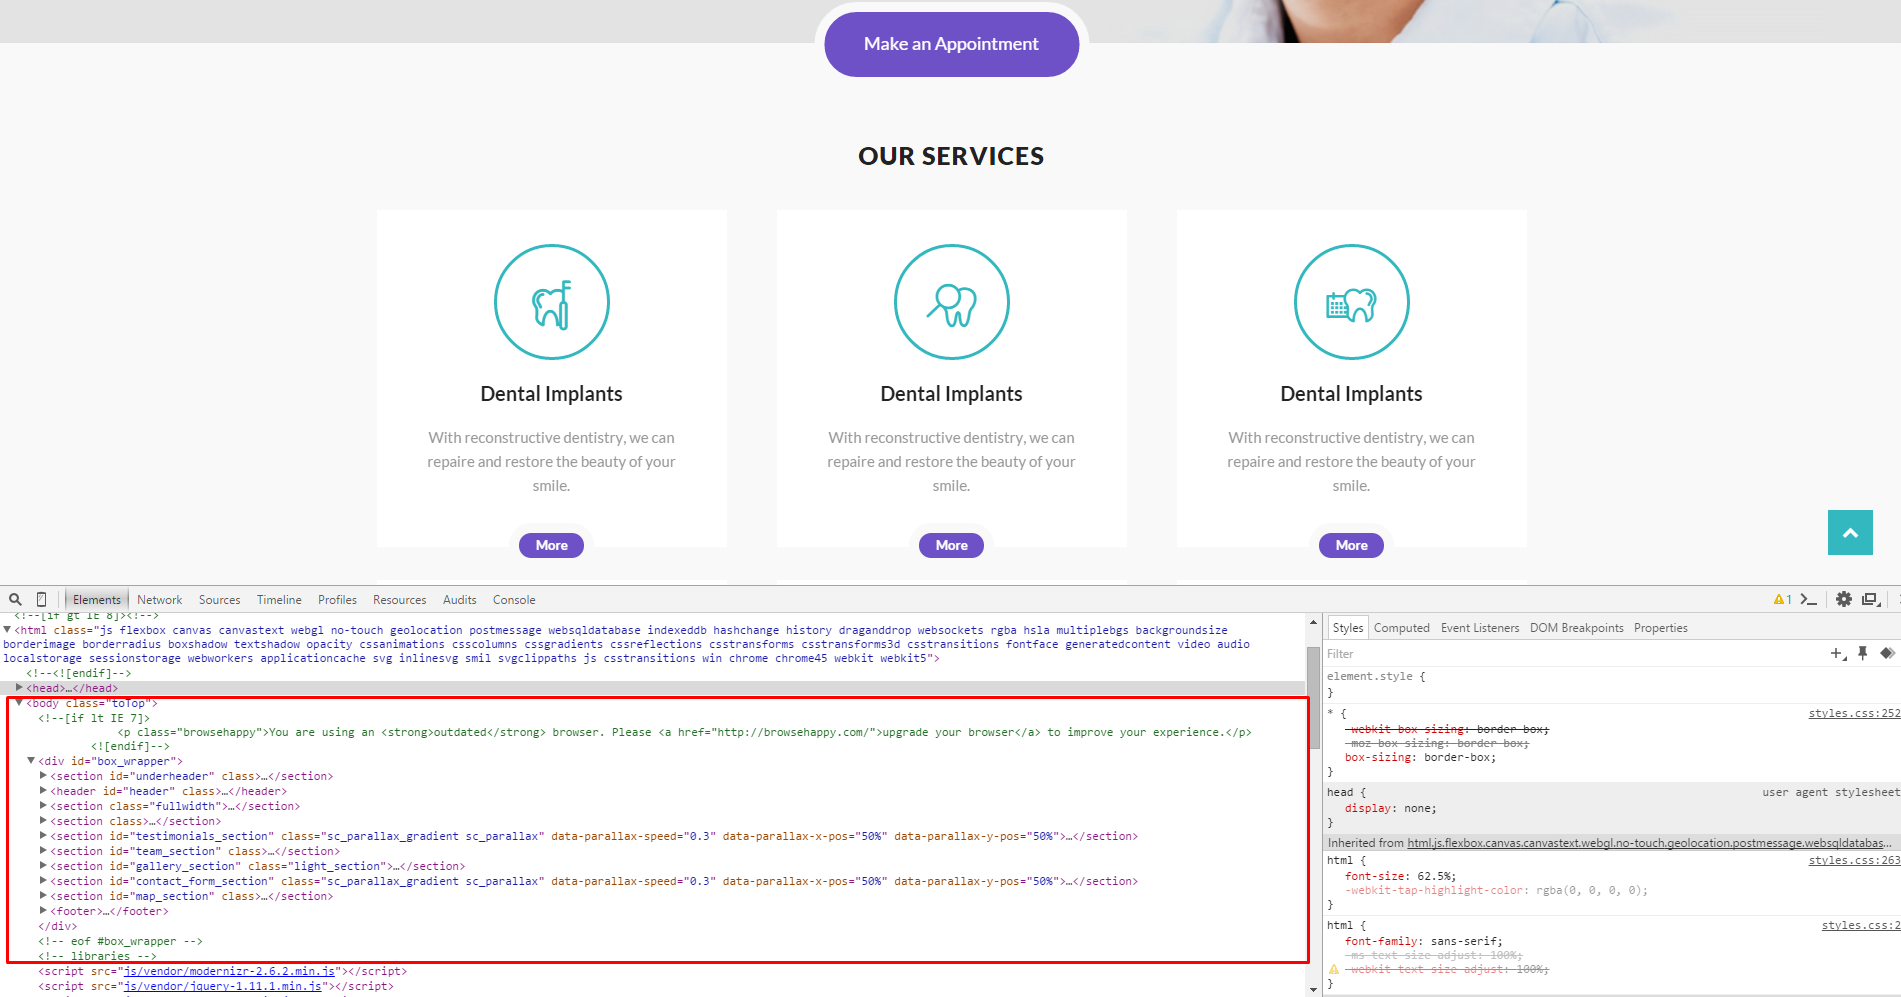 Make an Appointment
OUR SERVICES
Dental Implants Dental Implants Dental Implants
With reconstructive dentistry, we can With reconstructive dentistry, we can With reconstructive dentistry, we can
repaire and restore the beauty of your repaire and restore the beauty of your repaire and restore the beauty of your
smile. smile. smile.
More More More
Elements Network Sources Timeline Profiles Resources Audits Console 1
<!--[if gt IE 8]><!-->
<html class="js flexbox canvas canvastext webgl no-touch geolocation postmessage websqldatabase indexeddb hashchange history draganddrop websockets rgba hsla multiplebgs backgroundsize
borderimage borderradius boxshadow textshadow opacity cssanimations csscolumns cssgradients cssreflections csstransforms csstransforms3d csstransitions fontface generatedcontent video audio
localstorage sessionstorage webworkers applicationcache svg inlinesvg smil svgclippaths js csstransitions win chrome chrome45 webkit webkit5">
<!--<![endif]-->
<head>…</head>
<body class="toTop">
<!--[if lt IE 7]>
<p class="browsehappy">You are using an <strong>outdated</strong> browser. Please <a href="http://browsehappy.com/">upgrade your browser</a> to improve your experience.</p>
<![endif]-->
<div id="box_wrapper">
<section id="underheader" class>…</section>
<header id="header" class>…</header>
<section class="fullwidth">…</section>
<section class>…</section>
<section id="testimonials_section" class="sc_parallax_gradient sc_parallax" data-parallax-speed="0.3" data-parallax-x-pos="50%" data-parallax-y-pos="50%">…</section>
<section id="team_section" class>…</section>
<section id="gallery_section" class="light_section">…</section>
<section id="contact_form_section" class="sc_parallax_gradient sc_parallax" data-parallax-speed="0.3" data-parallax-x-pos="50%" data-parallax-y-pos="50%">…</section>
<section id="map_section" class>…</section>
<footer>…</footer>
</div>
<!-- eof #box_wrapper -->
<!-- libraries -->
<script src="js/vendor/modernizr-2.6.2.min.js"></script>
<script src="js/vendor/jquery-1.11.1.min.js"></script>
Styles Computed Event Listeners DOM Breakpoints Properties
Filter
element.style {
}
* { styles.css:252
-webkit-box-sizing: border-box;
-moz-box-sizing: border-box;
box-sizing: border-box;
}
head { user agent stylesheet
display: none;
}
Inherited from html.js.flexbox.canvas.canvastext.webgl.no-touch.geolocation.postmessage.websqldatabas…
html { styles.css:263
font-size: 62.5%;
-webkit-tap-highlight-color: rgba(0, 0, 0, 0);
}
html { styles.css:2
font-family: sans-serif;
-ms-text-size-adjust: 100%;
-webkit-text-size-adjust: 100%;
}